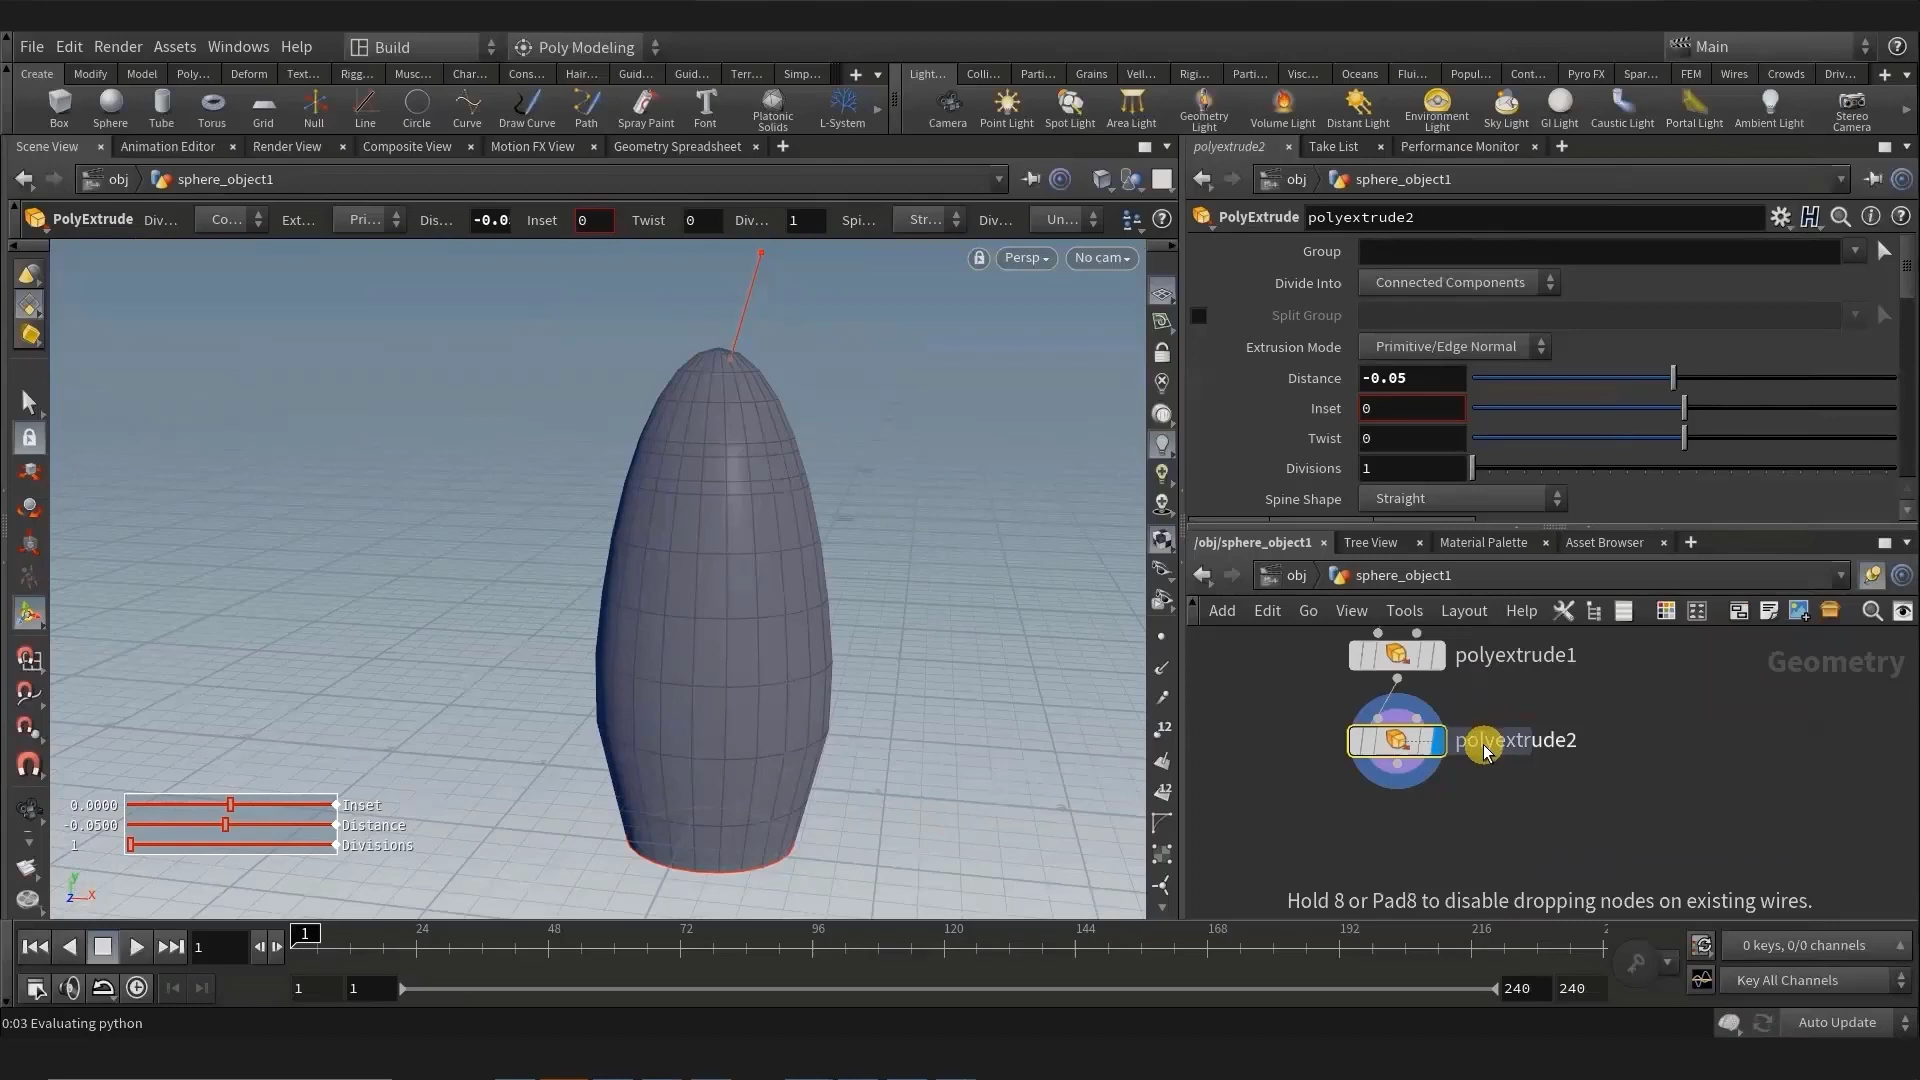 File Edit Render Assets Windows Help Build Poly Modeling Main
Create Modify Model Poly... Deform Text... Rigg... Musc... Char... Cons... Hair... Guid... Guid... Terr... Simp... Light... Colli... Parti... Grains Vell... Rigi... Parti... Visc... Oceans Flui... Popul... Cont... Pyro FX Spar... FEM Wires Crowds Driv...
Box Sphere Tube Torus Grid Null Line Circle Curve Draw Curve Path Spray Paint Font Platonic Solids L-System Camera Point Light Spot Light Area Light Geometry Light Volume Light Distant Light Environment Light Sky Light GI Light Caustic Light Portal Light Ambient Light Stereo Camera
Scene View Animation Editor Render View Composite View Motion FX View Geometry Spreadsheet polyextrude2 Take List Performance Monitor
obj sphere_object1 obj sphere_object1
PolyExtrude Div... Co... Ext... Pri... Dis... -0.0 Inset 0 Twist 0 Div... 1 Spi... Str... Div... Un... PolyExtrude polyextrude2
Persp No cam
Group
Divide Into Connected Components
Split Group
Extrusion Mode Primitive/Edge Normal
Distance -0.05
Inset 0
Twist 0
Divisions 1
Spine Shape Straight
/obj/sphere_object1 Tree View Material Palette Asset Browser
obj sphere_object1
Add Edit Go View Tools Layout Help
polyextrude1
Geometry
polyextrude2
12
12
0.0000 Inset
-0.0500 Distance
1 Divisions
y
z x
Hold 8 or Pad8 to disable dropping nodes on existing wires.
1 1 24 48 72 96 120 144 168 192 216 2 0 keys, 0/0 channels
1 1 240 240 Key All Channels
0:03 Evaluating python Auto Update